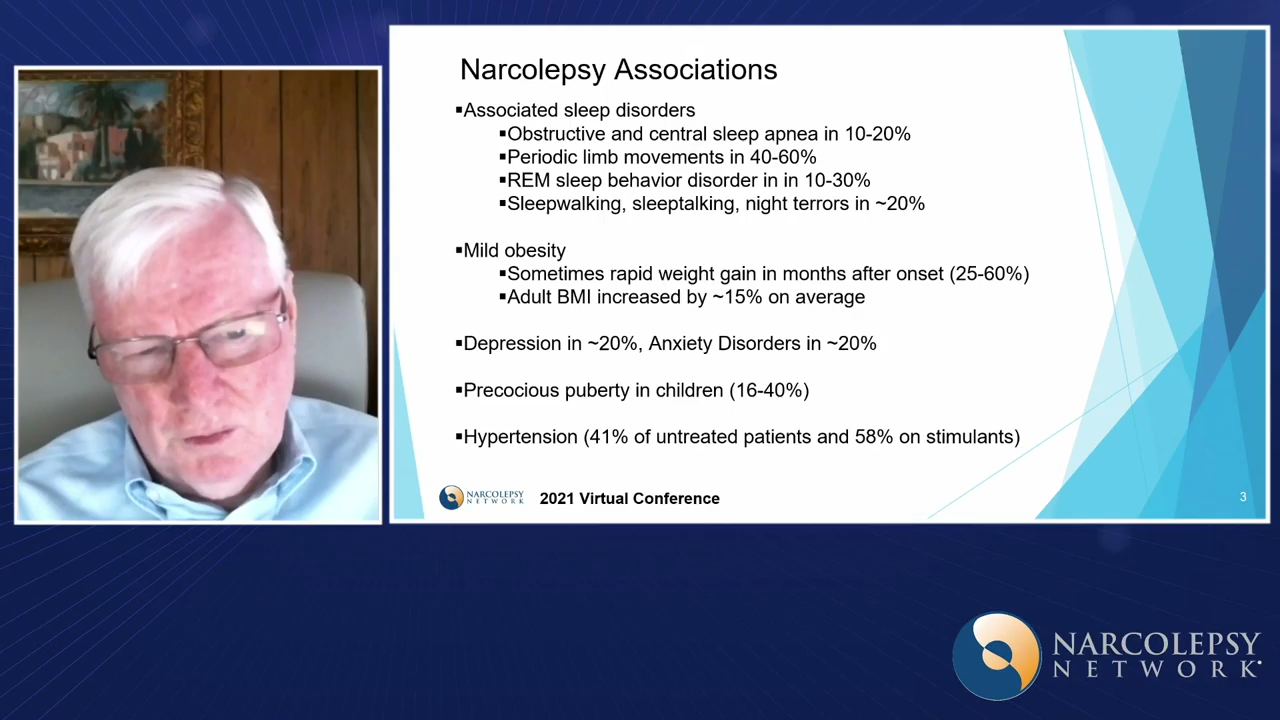 Narcolepsy Associations
▪Associated sleep disorders
▪Obstructive and central sleep apnea in 10-20%
▪Periodic limb movements in 40-60%
▪REM sleep behavior disorder in in 10-30%
▪Sleepwalking, sleeptalking, night terrors in ~20%
▪Mild obesity
▪Sometimes rapid weight gain in months after onset (25-60%)
▪Adult BMI increased by ~15% on average
▪Depression in ~20%, Anxiety Disorders in ~20%
▪Precocious puberty in children (16-40%)
▪Hypertension (41% of untreated patients and 58% on stimulants)
NARCOLEPSY
NETWORK
2021 Virtual Conference
3
NARCOLEPSY
NETWORK